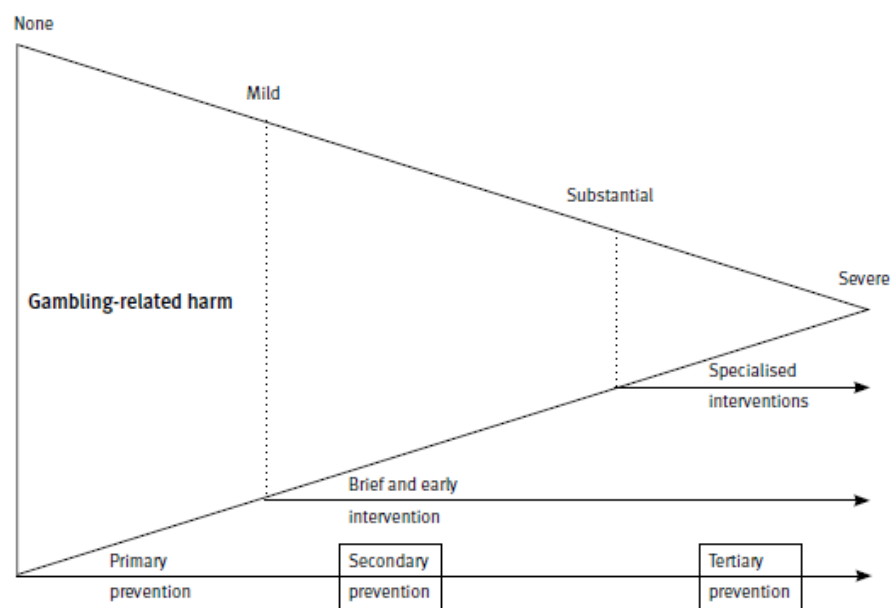 None
Mild
Substantial
Severe
Gambling-related harm
Specialised
interventions
Brief and early
intervention
Primary
prevention
Secondary
prevention
Tertiary
prevention